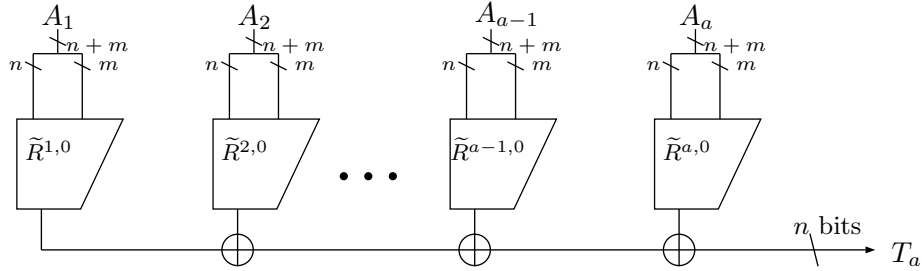 A_1 A_2 A_{a−1} A_a
n + m n + m n + m n + m
n m n m n m n m
R̃^{1,0} R̃^{2,0} R̃^{a−1,0} R̃^{a,0}
• • •
n bits
T_a